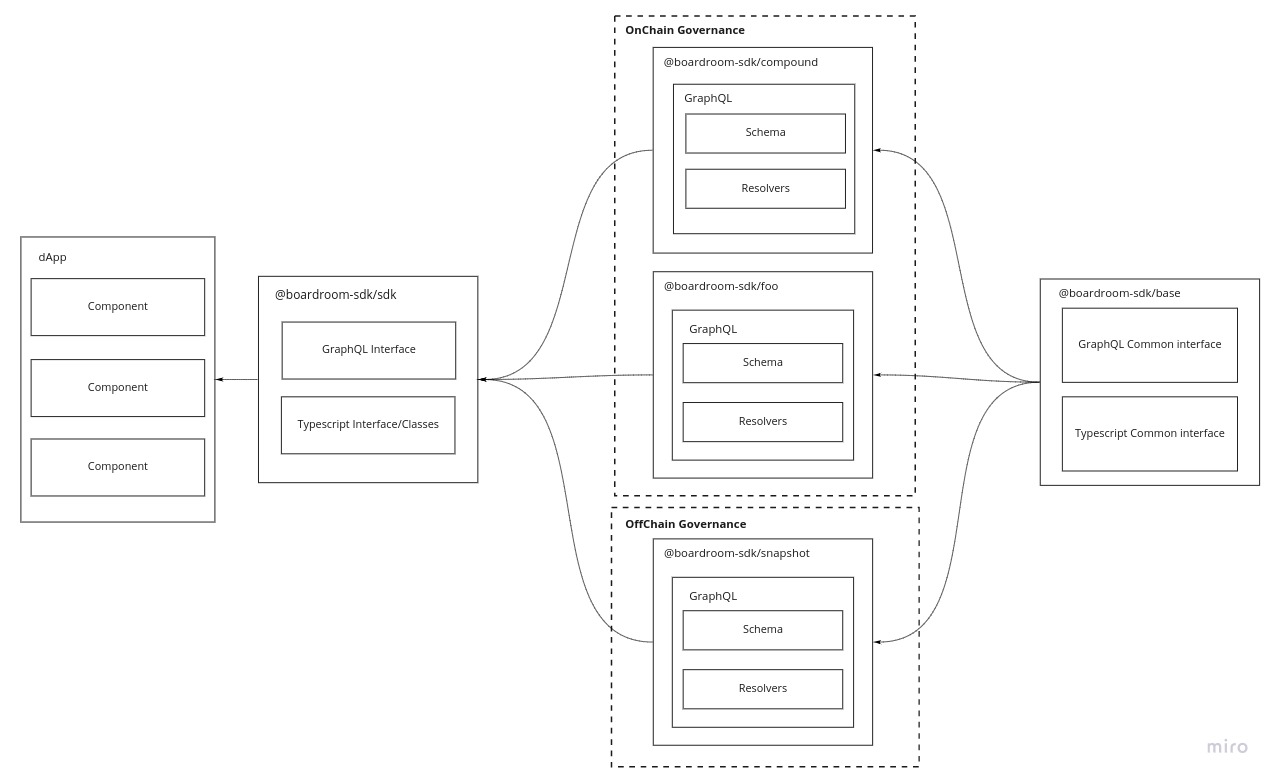 dApp
Component
Component
Component
@boardroom-sdk/sdk
GraphQL Interface
Typescript Interface/Classes
OnChain Governance
@boardroom-sdk/compound
GraphQL
Schema
Resolvers
@boardroom-sdk/foo
GraphQL
Schema
Resolvers
OffChain Governance
@boardroom-sdk/snapshot
GraphQL
Schema
Resolvers
@boardroom-sdk/base
GraphQL Common interface
Typescript Common interface
miro